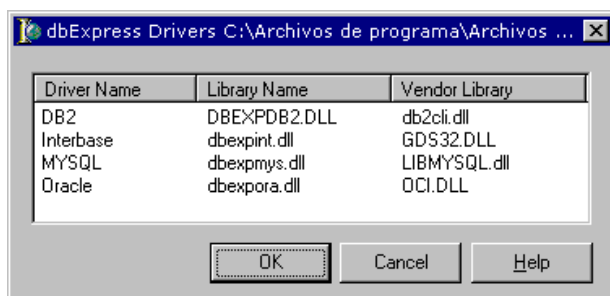 dbExpress Drivers C:\Archivos de programa\Archivos ...
Driver Name Library Name Vendor Library
DB2 DBEXPDB2.DLL db2cli.dll
Interbase dbexpint.dll GDS32.DLL
MYSQL dbexpmys.dll LIBMYSQL.dll
Oracle dbexpora.dll OCI.DLL
OK Cancel Help